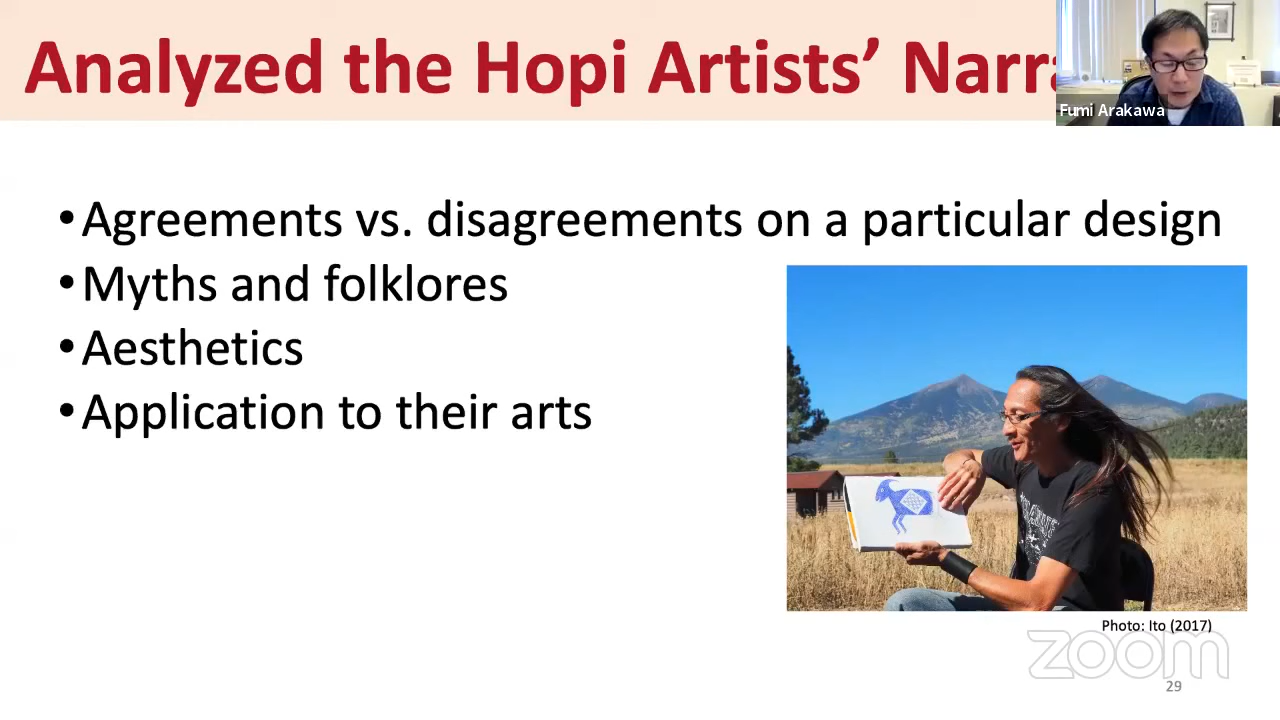 Analyzed the Hopi Artists’
Fumi Arakawa
•Agreements vs. disagreements on a particular design
•Myths and folklores
•Aesthetics
•Application to their arts
Photo: Ito (2017)
zoom
29